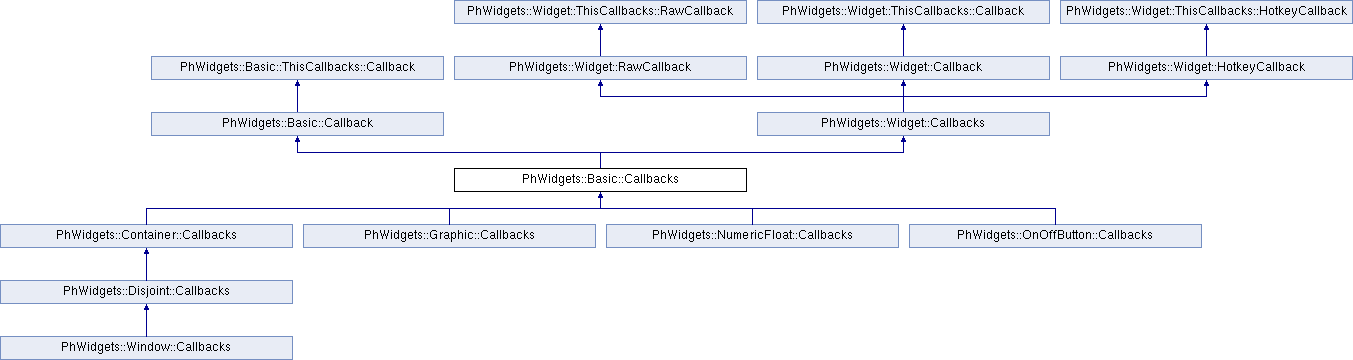 PhWidgets::Widget::ThisCallbacks::RawCallback
PhWidgets::Widget::ThisCallbacks::Callback
PhWidgets::Widget::ThisCallbacks::HotkeyCallback
PhWidgets::Basic::ThisCallbacks::Callback
PhWidgets::Widget::RawCallback
PhWidgets::Widget::Callback
PhWidgets::Widget::HotkeyCallback
PhWidgets::Basic::Callback
PhWidgets::Widget::Callbacks
PhWidgets::Basic::Callbacks
PhWidgets::Container::Callbacks
PhWidgets::Graphic::Callbacks
PhWidgets::NumericFloat::Callbacks
PhWidgets::OnOffButton::Callbacks
PhWidgets::Disjoint::Callbacks
PhWidgets::Window::Callbacks